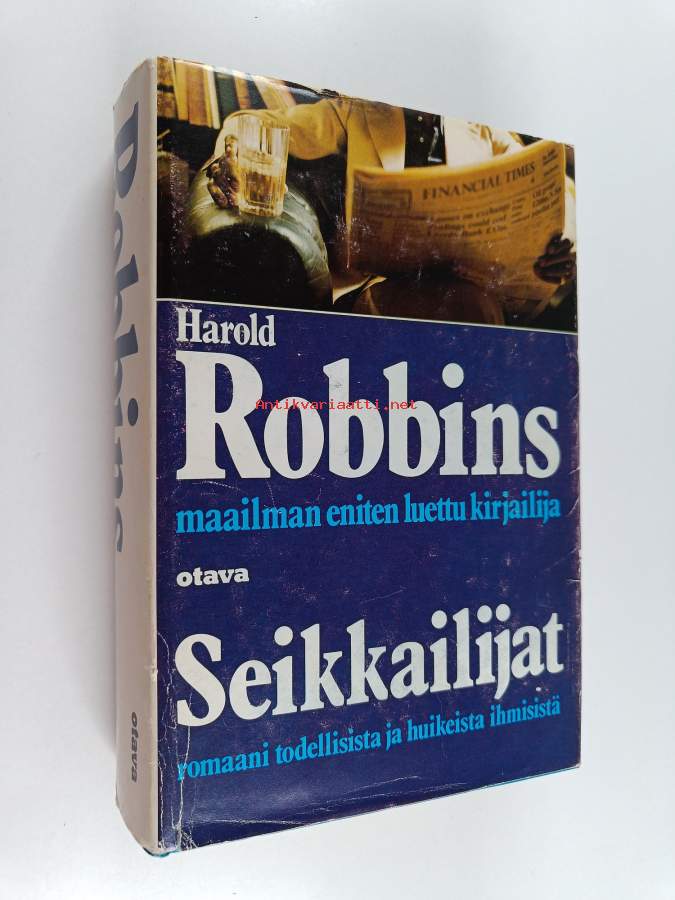 FINANCIAL TIMES
Harold
Robbins
Antikvariaatti.net
maailman eniten luettu kirjailija
otava
Seikkailijat
romaani todellisista ja huikeista ihmisistä
Robbins
otava